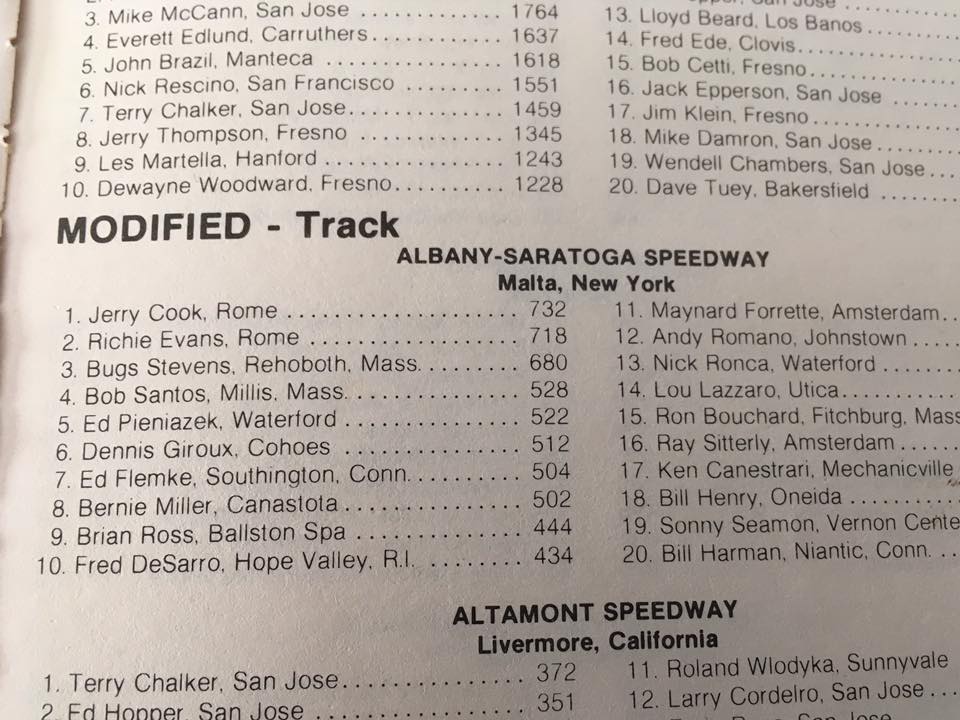 3. Mike McCann, San Jose ............ 1764
4. Everett Edlund, Carruthers ............ 1637
5. John Brazil, Manteca ............ 1618
6. Nick Rescino, San Francisco ............ 1551
7. Terry Chalker, San Jose ............ 1459
8. Jerry Thompson, Fresno ............ 1345
9. Les Martella, Hanford ............ 1243
10. Dewayne Woodward, Fresno ............ 1228
13. Lloyd Beard, Los Banos ............
14. Fred Ede, Clovis ............
15. Bob Cetti, Fresno ............
16. Jack Epperson, San Jose ............
17. Jim Klein, Fresno ............
18. Mike Damron, San Jose ............
19. Wendell Chambers, San Jose ...
20. Dave Tuey, Bakersfield ............
MODIFIED - Track
ALBANY-SARATOGA SPEEDWAY
Malta, New York
1. Jerry Cook, Rome ............ 732
2. Richie Evans, Rome ............ 718
3. Bugs Stevens, Rehoboth, Mass. ............ 680
4. Bob Santos, Millis, Mass. ............ 528
5. Ed Pieniazek, Waterford ............ 522
6. Dennis Giroux, Cohoes ............ 512
7. Ed Flemke, Southington, Conn. ............ 504
8. Bernie Miller, Canastota ............ 502
9. Brian Ross, Ballston Spa ............ 444
10. Fred DeSarro, Hope Valley, R.I. ............ 434
11. Maynard Forrette, Amsterdam ..
12. Andy Romano, Johnstown .....
13. Nick Ronca, Waterford ............
14. Lou Lazzaro, Utica ............
15. Ron Bouchard, Fitchburg, Mass
16. Ray Sitterly, Amsterdam ......
17. Ken Canestrari, Mechanicville
18. Bill Henry, Oneida ............
19. Sonny Seamon, Vernon Cente
20. Bill Harman, Niantic, Conn. ...
ALTAMONT SPEEDWAY
Livermore, California
1. Terry Chalker, San Jose ............ 372
2. Ed Hopper, San Jose ............ 351
11. Roland Wlodyka, Sunnyvale
12. Larry Cordelro, San Jose ...